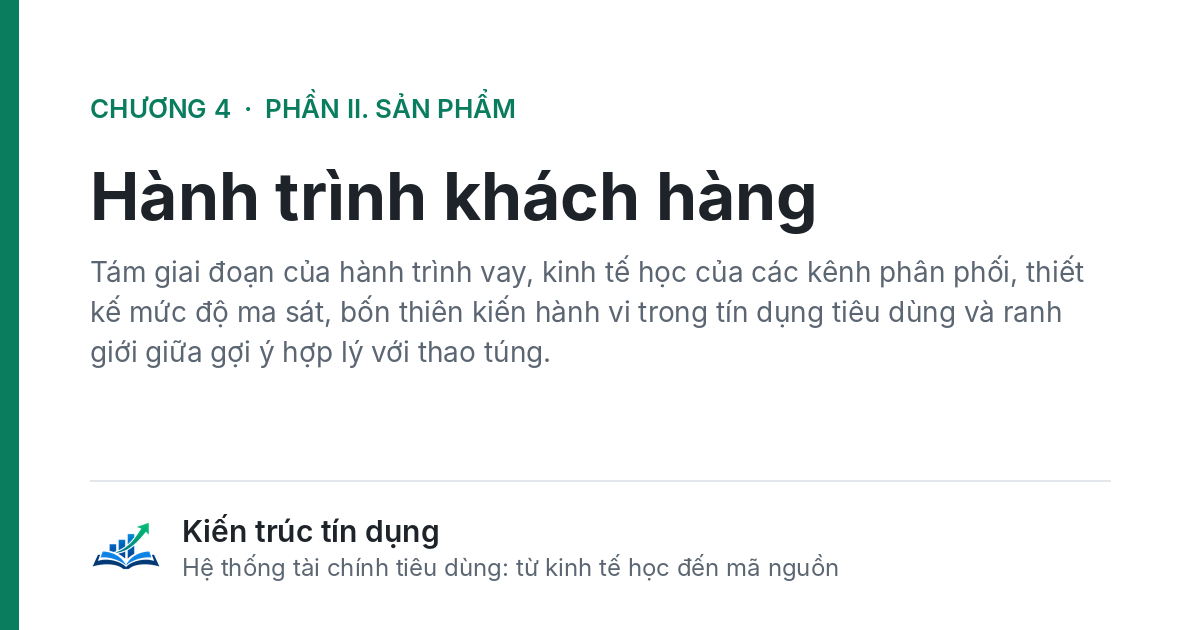 CHƯƠNG 4 · PHẦN II. SẢN PHẨM
Hành trình khách hàng
Tám giai đoạn của hành trình vay, kinh tế học của các kênh phân phối, thiết
kế mức độ ma sát, bốn thiên kiến hành vi trong tín dụng tiêu dùng và ranh
giới giữa gợi ý hợp lý với thao túng.
Kiến trúc tín dụng
Hệ thống tài chính tiêu dùng: từ kinh tế học đến mã nguồn